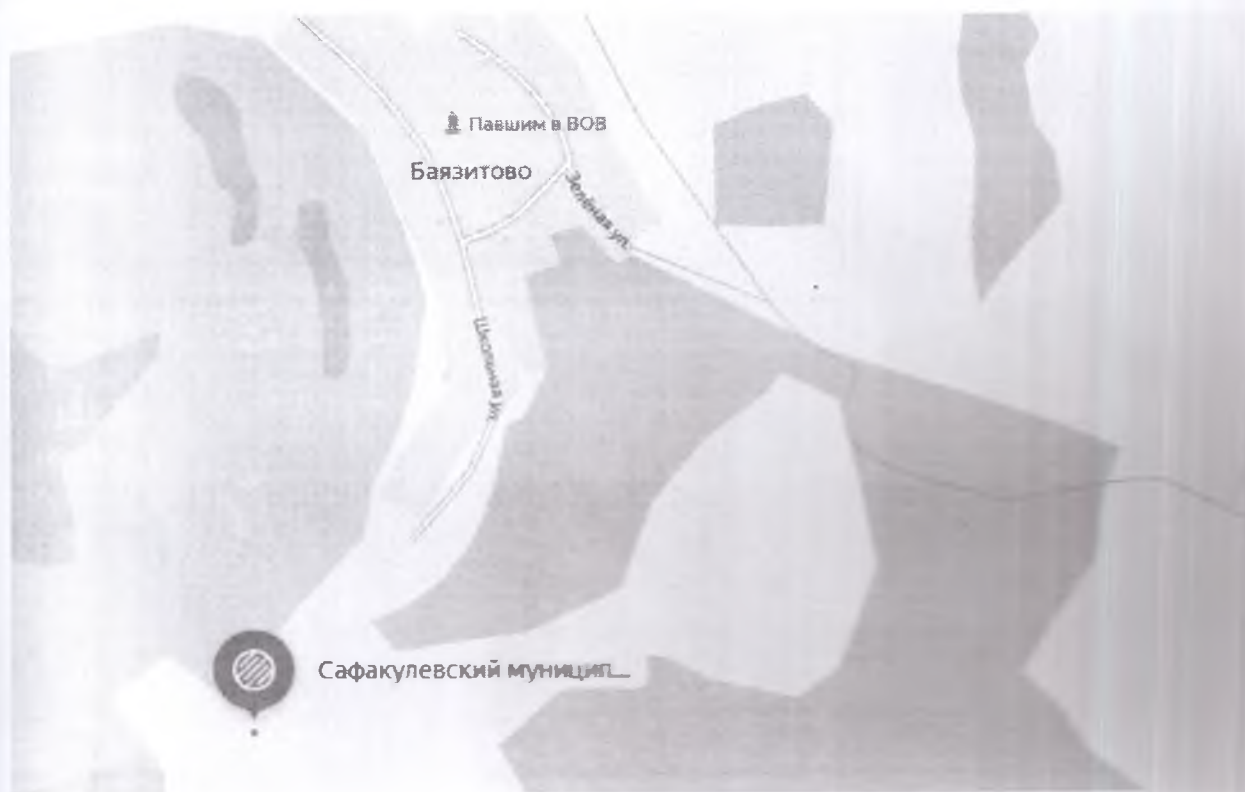 Павшим в ВОВ
Баязитово
Зелёная ул.
Школьная ул.
Сафакулевский муницип...